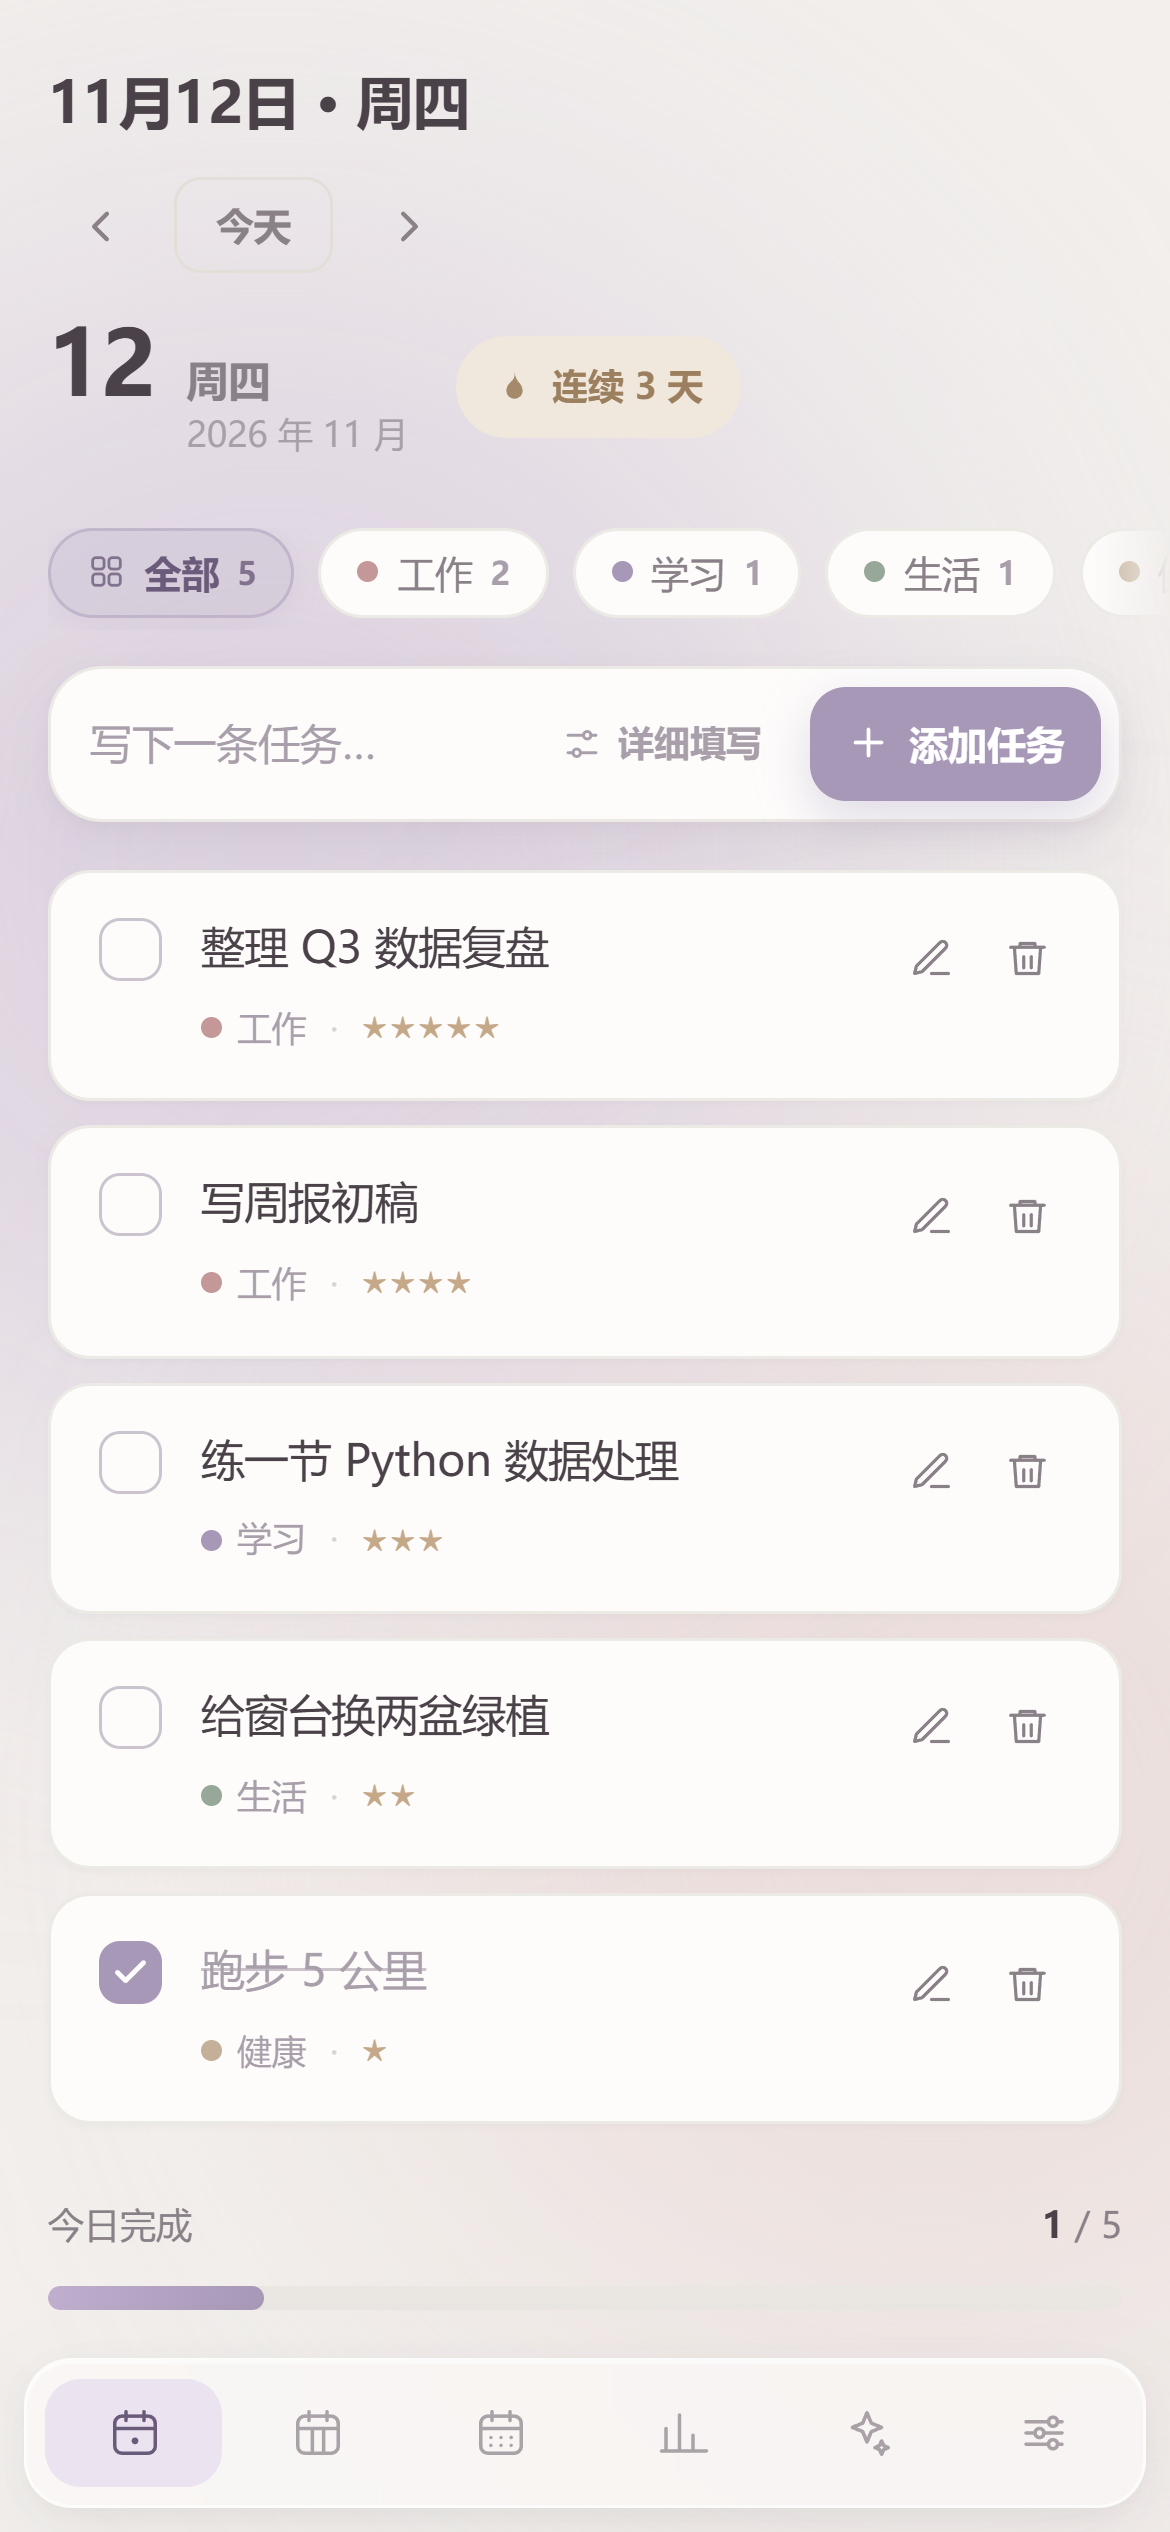 11月12日 • 周四
今天
12 周四
2026 年 11 月
连续 3 天
全部 5 工作 2 学习 1 生活 1
写下一条任务... 详细填写 + 添加任务
整理 Q3 数据复盘
工作 · ★★★★★
写周报初稿
工作 · ★★★★
练一节 Python 数据处理
学习 · ★★★
给窗台换两盆绿植
生活 · ★★
跑步 5 公里
健康 · ★
今日完成 1 / 5